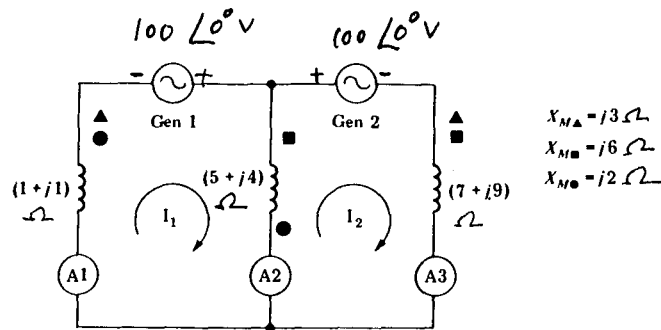 100 ∠0° V
100 ∠0° V
- +
+ -
Gen 1
Gen 2
X_M▲ = j3 Ω
X_M■ = j6 Ω
X_M● = j2 Ω
(1 + j1)
Ω
(5 + j4)
Ω
(7 + j9)
Ω
I₁
I₂
A1
A2
A3